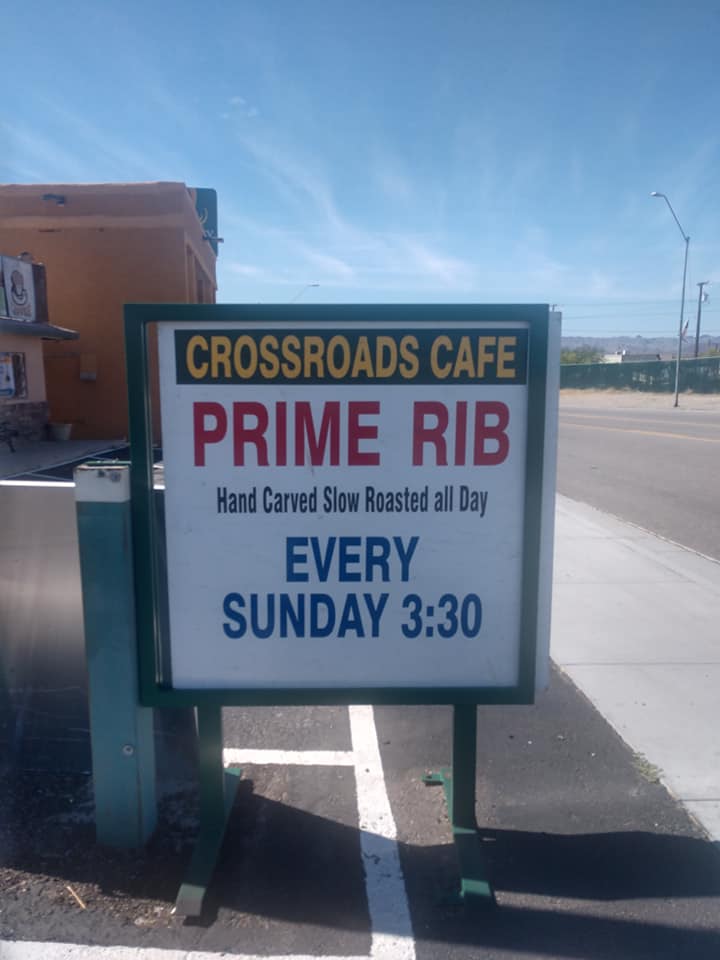 CROSSROADS CAFE
PRIME RIB
Hand Carved Slow Roasted all Day
EVERY
SUNDAY 3:30